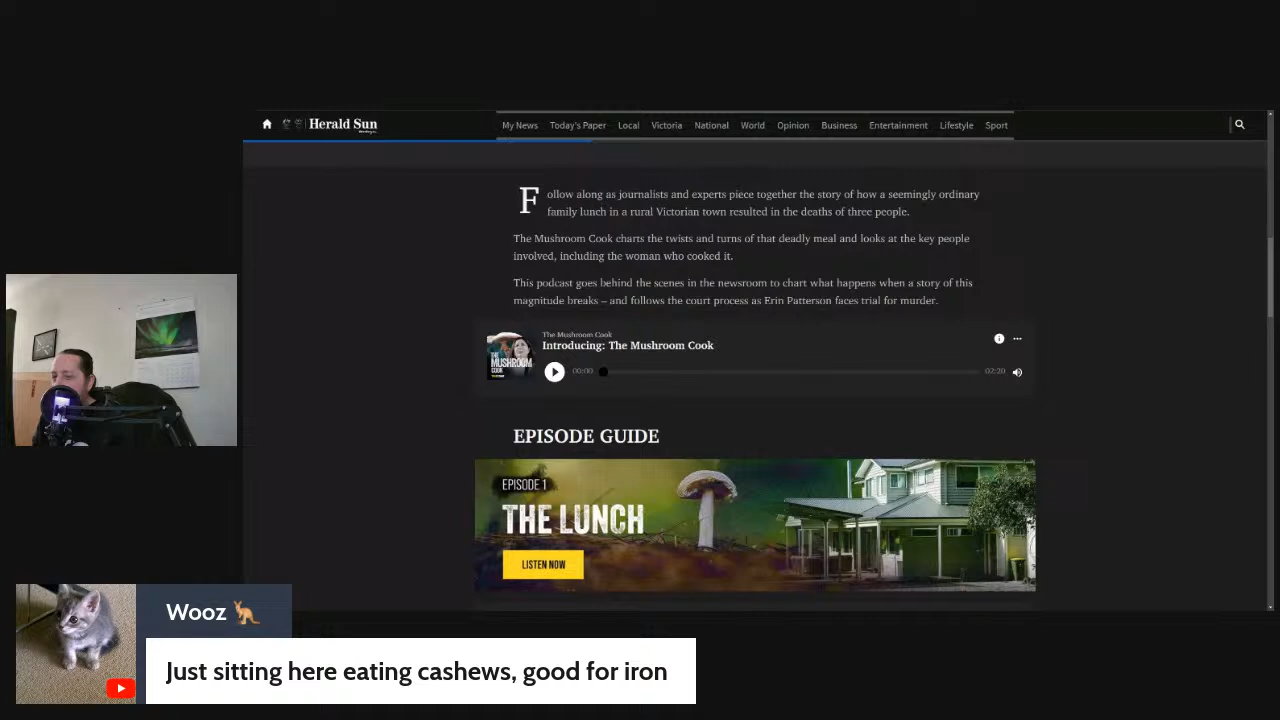 Herald Sun
My News Today's Paper Local Victoria National World Opinion Business Entertainment Lifestyle Sport
Follow along as journalists and experts piece together the story of how a seemingly ordinary
family lunch in a rural Victorian town resulted in the deaths of three people.
The Mushroom Cook charts the twists and turns of that deadly meal and looks at the key people
involved, including the woman who cooked it.
This podcast goes behind the scenes in the newsroom to chart what happens when a story of this
magnitude breaks – and follows the court process as Erin Patterson faces trial for murder.
THE MUSHROOM COOK
The Mushroom Cook
Introducing: The Mushroom Cook
00:00 02:20
EPISODE GUIDE
EPISODE 1
THE LUNCH
LISTEN NOW
Wooz
Just sitting here eating cashews, good for iron